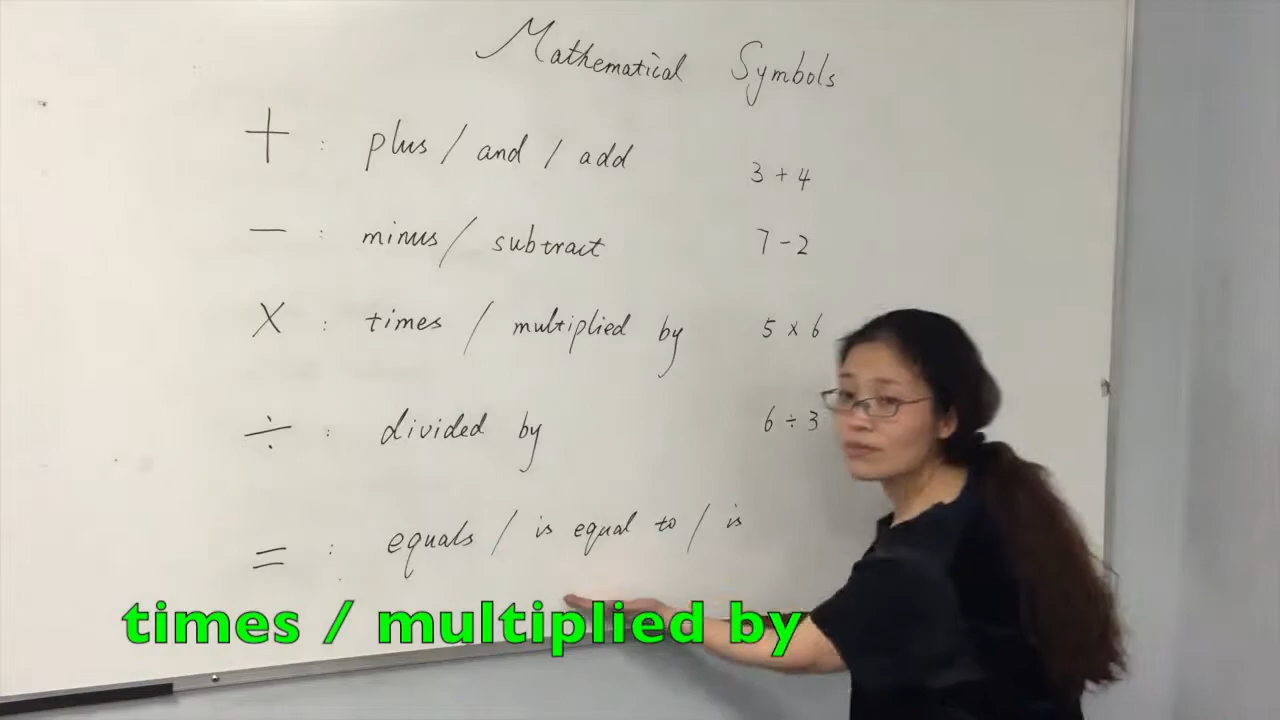 Mathematical Symbols
+ : plus / and / add 3 + 4
— : minus / subtract 7 - 2
X : times / multiplied by 5 x 6
÷ : divided by 6 ÷ 3
= : equals / is equal to / is
times / multiplied by